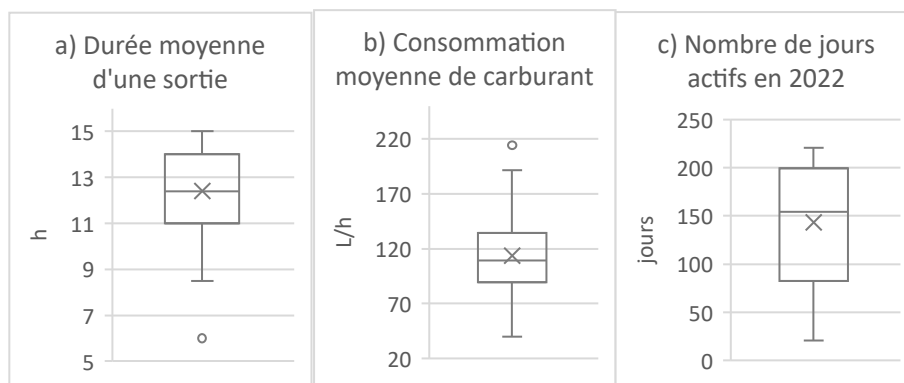 a) Durée moyenne
d'une sortie
15
13
11
9
7
5
h
b) Consommation
moyenne de carburant
220
170
120
70
20
L/h
c) Nombre de jours
actifs en 2022
250
200
150
100
50
0
jours